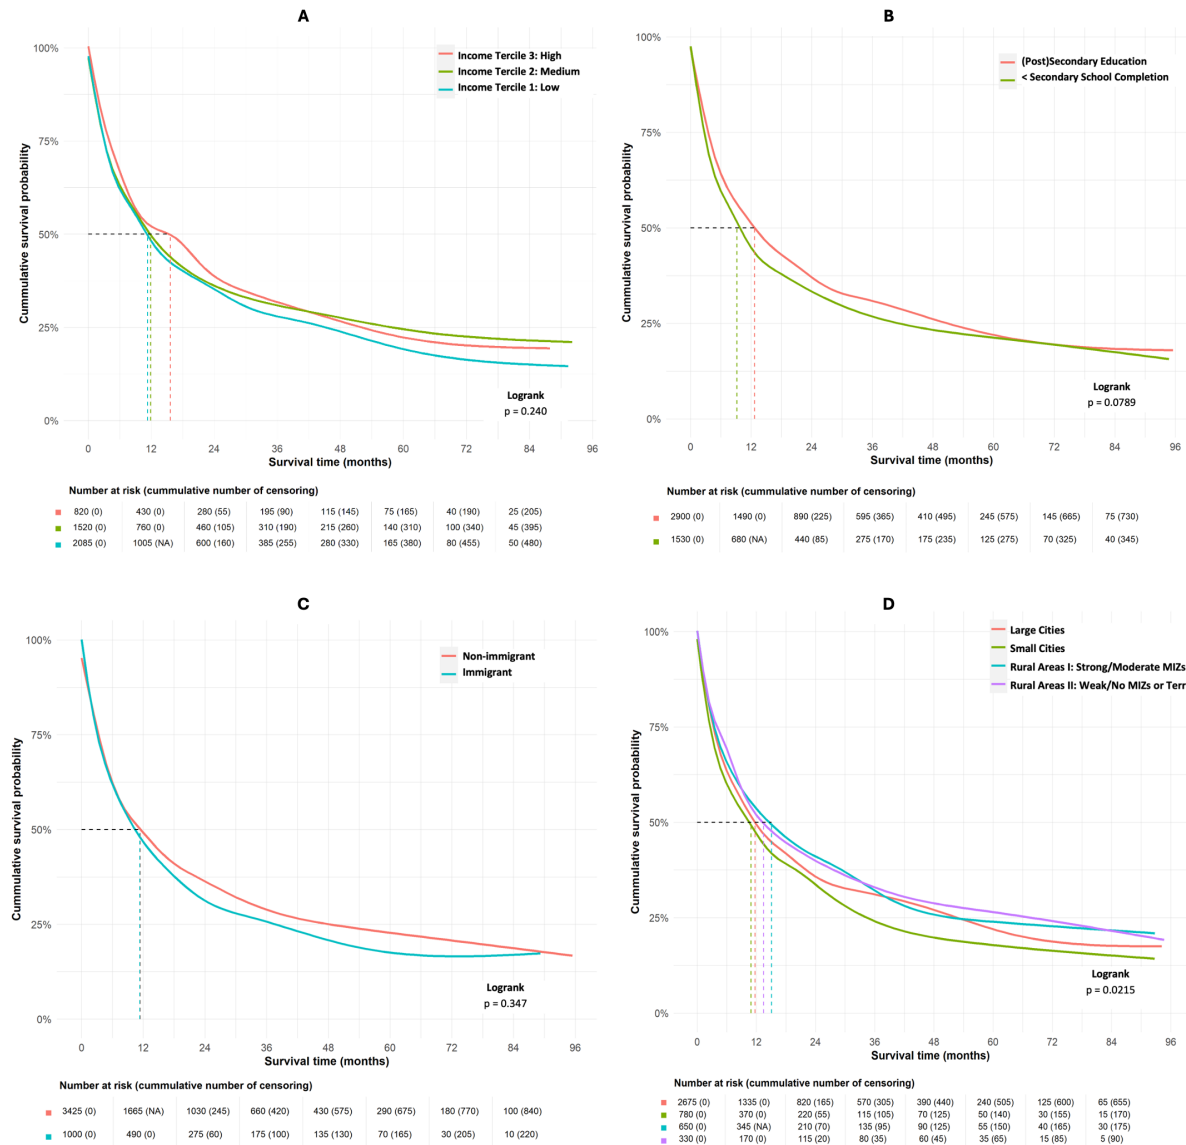 A
Cummulative survival probability
100%
75%
50%
25%
0%
Income Tercile 3: High
Income Tercile 2: Medium
Income Tercile 1: Low
Logrank
p = 0.240
0 12 24 36 48 60 72 84 96
Survival time (months)
Number at risk (cummulative number of censoring)
820 (0) 430 (0) 280 (55) 195 (90) 115 (145) 75 (165) 40 (190) 25 (205)
1520 (0) 760 (0) 460 (105) 310 (190) 215 (260) 140 (310) 100 (340) 45 (395)
2085 (0) 1005 (NA) 600 (160) 385 (255) 280 (330) 165 (380) 80 (455) 50 (480)
B
Cummulative survival probability
100%
75%
50%
25%
0%
(Post)Secondary Education
< Secondary School Completion
Logrank
p = 0.0789
0 12 24 36 48 60 72 84 96
Survival time (months)
Number at risk (cummulative number of censoring)
2900 (0) 1490 (0) 890 (225) 595 (365) 410 (495) 245 (575) 145 (665) 75 (730)
1530 (0) 680 (NA) 440 (85) 275 (170) 175 (235) 125 (275) 70 (325) 40 (345)
C
Cummulative survival probability
100%
75%
50%
25%
0%
Non-immigrant
Immigrant
Logrank
p = 0.347
0 12 24 36 48 60 72 84 96
Survival time (months)
Number at risk (cummulative number of censoring)
3425 (0) 1665 (NA) 1030 (245) 660 (420) 430 (575) 290 (675) 180 (770) 100 (840)
1000 (0) 490 (0) 275 (60) 175 (100) 135 (130) 70 (165) 30 (205) 10 (220)
D
Cummulative survival probability
100%
75%
50%
25%
0%
Large Cities
Small Cities
Rural Areas I: Strong/Moderate MIZs
Rural Areas II: Weak/No MIZs or Terr
Logrank
p = 0.0215
0 12 24 36 48 60 72 84 96
Survival time (months)
Number at risk (cummulative number of censoring)
2675 (0) 1335 (0) 820 (165) 570 (305) 390 (440) 240 (505) 125 (600) 65 (655)
780 (0) 370 (0) 220 (55) 115 (105) 70 (125) 50 (140) 30 (155) 15 (170)
650 (0) 345 (NA) 210 (70) 135 (95) 90 (125) 55 (150) 40 (165) 30 (175)
330 (0) 170 (0) 115 (20) 80 (35) 60 (45) 35 (65) 15 (85) 5 (90)